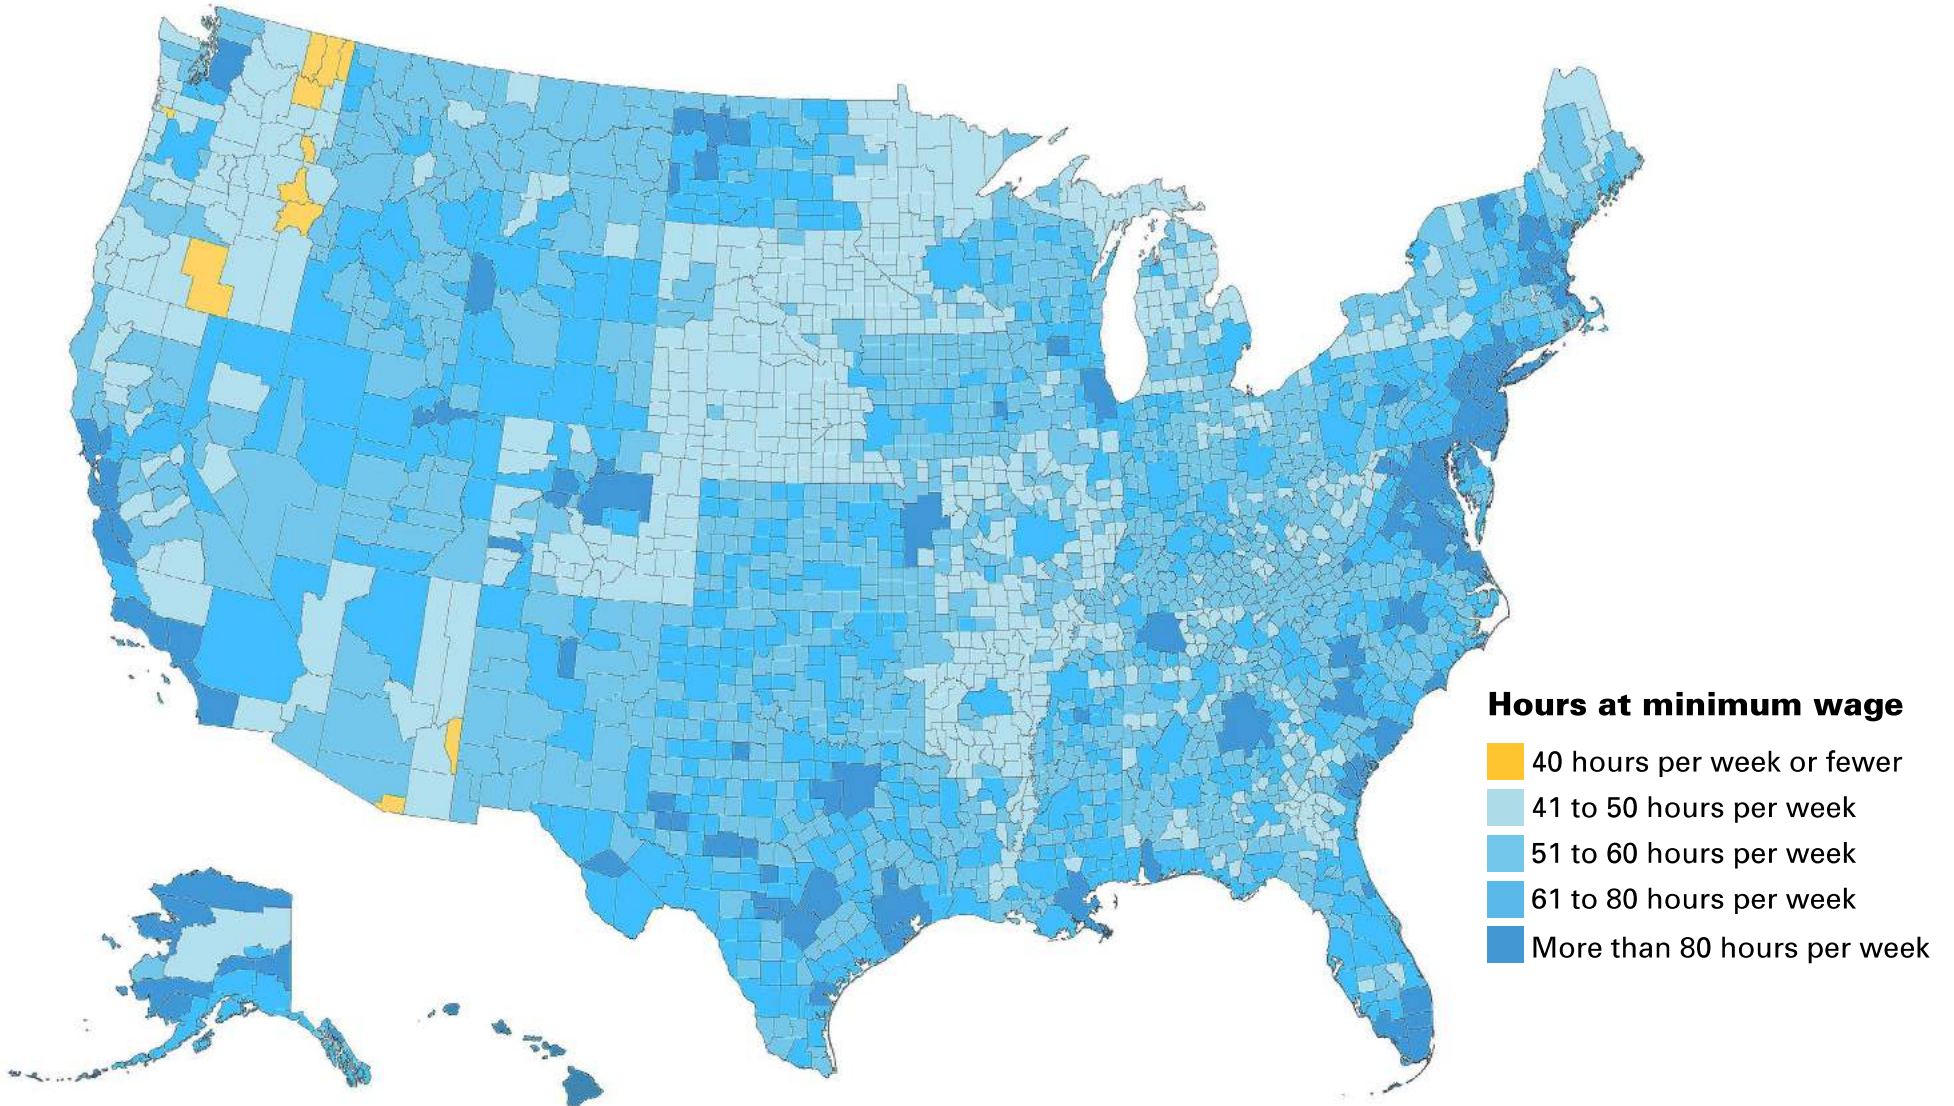 Hours at minimum wage
40 hours per week or fewer
41 to 50 hours per week
51 to 60 hours per week
61 to 80 hours per week
More than 80 hours per week